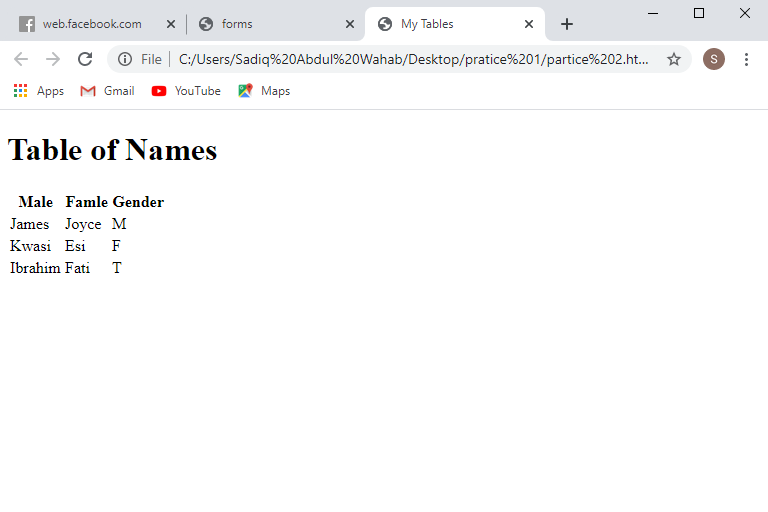 web.facebook.com forms My Tables
File C:/Users/Sadiq%20Abdul%20Wahab/Desktop/pratice%201/partice%202.ht... S
Apps Gmail YouTube Maps
Table of Names
Male Famle Gender
James Joyce M
Kwasi Esi F
Ibrahim Fati T